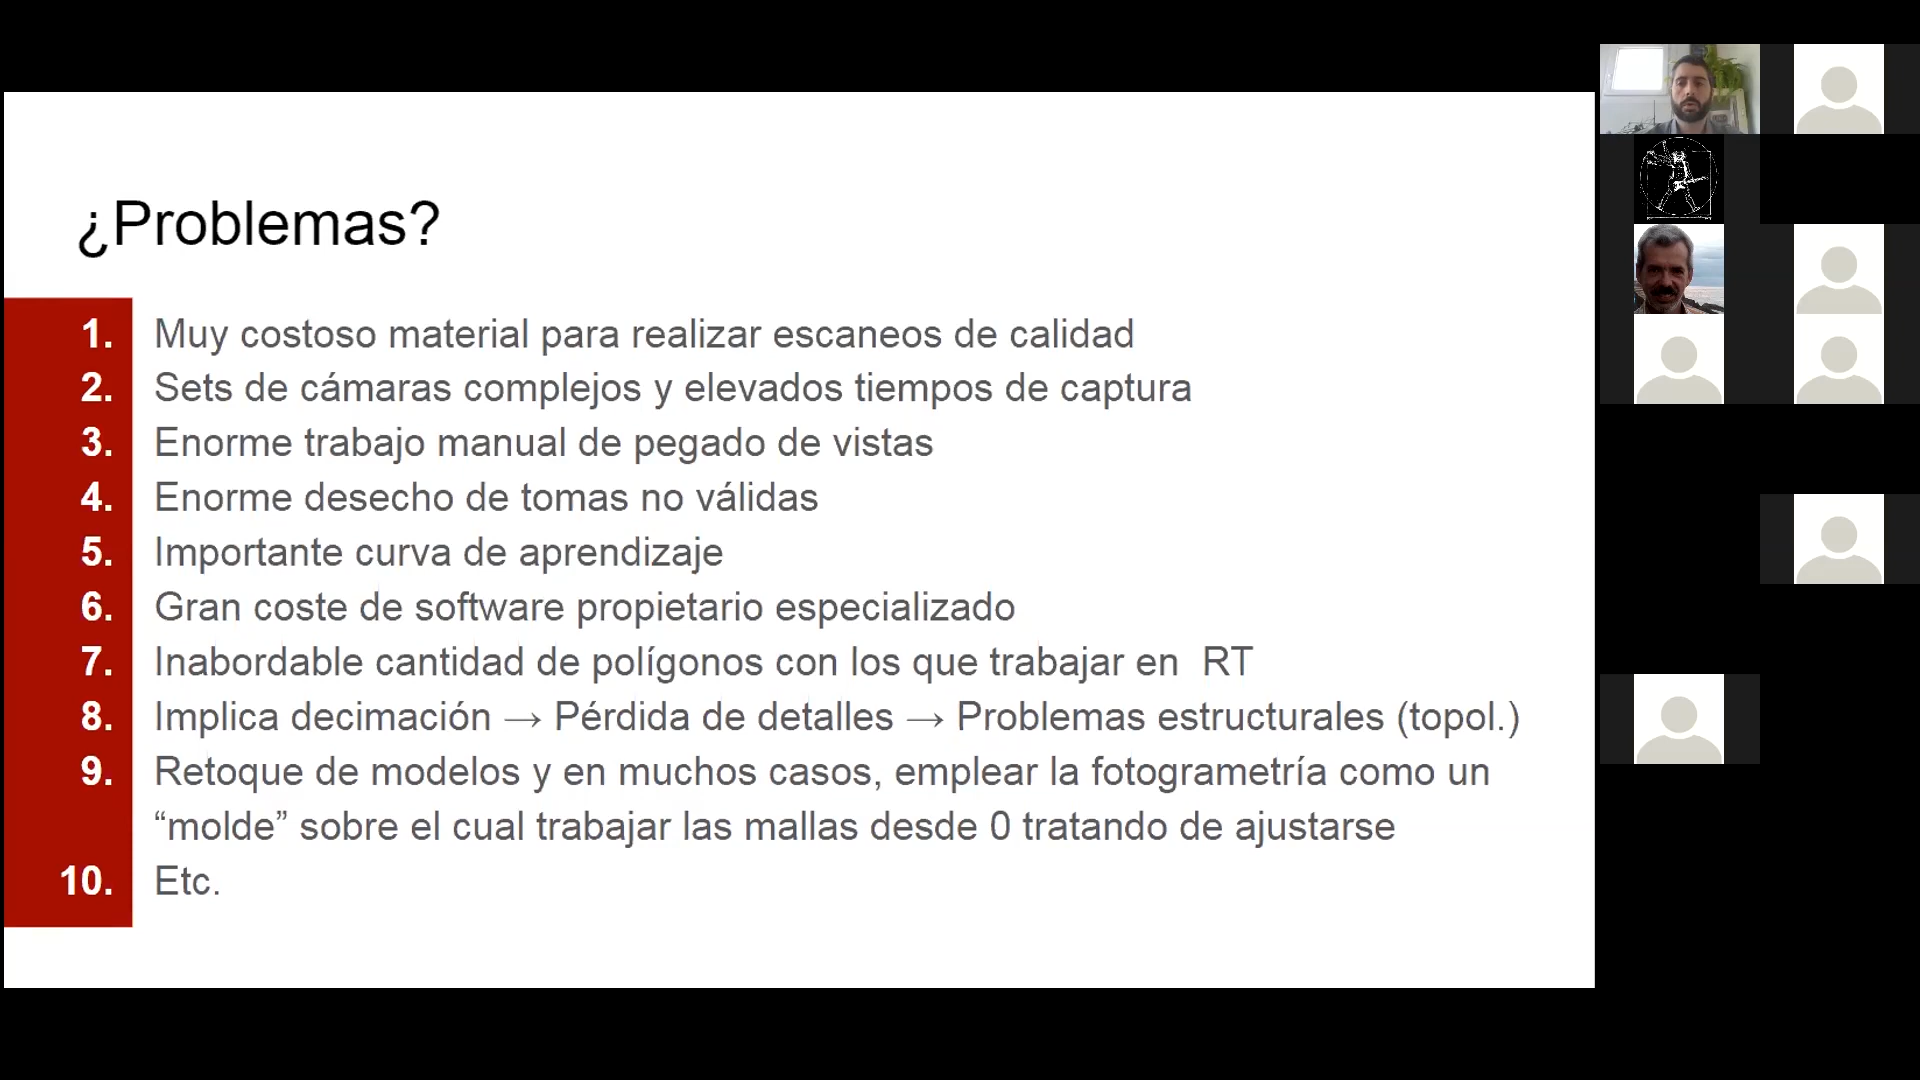 ¿Problemas?
1. Muy costoso material para realizar escaneos de calidad
2. Sets de cámaras complejos y elevados tiempos de captura
3. Enorme trabajo manual de pegado de vistas
4. Enorme desecho de tomas no válidas
5. Importante curva de aprendizaje
6. Gran coste de software propietario especializado
7. Inabordable cantidad de polígonos con los que trabajar en RT
8. Implica decimación → Pérdida de detalles → Problemas estructurales (topol.)
9. Retoque de modelos y en muchos casos, emplear la fotogrametría como un
“molde” sobre el cual trabajar las mallas desde 0 tratando de ajustarse
10. Etc.